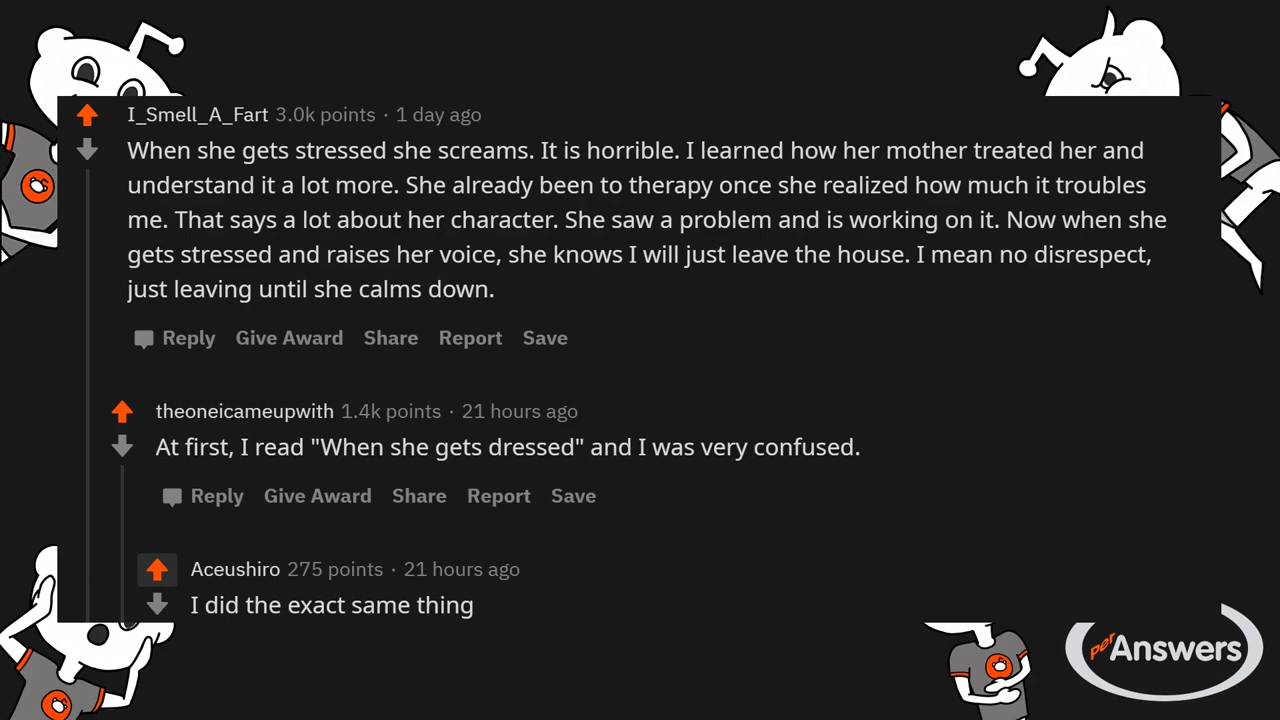 I_Smell_A_Fart 3.0k points · 1 day ago
When she gets stressed she screams. It is horrible. I learned how her mother treated her and
understand it a lot more. She already been to therapy once she realized how much it troubles
me. That says a lot about her character. She saw a problem and is working on it. Now when she
gets stressed and raises her voice, she knows I will just leave the house. I mean no disrespect,
just leaving until she calms down.
Reply Give Award Share Report Save
theoneicameupwith 1.4k points · 21 hours ago
At first, I read "When she gets dressed" and I was very confused.
Reply Give Award Share Report Save
Aceushiro 275 points · 21 hours ago
I did the exact same thing
perAnswers